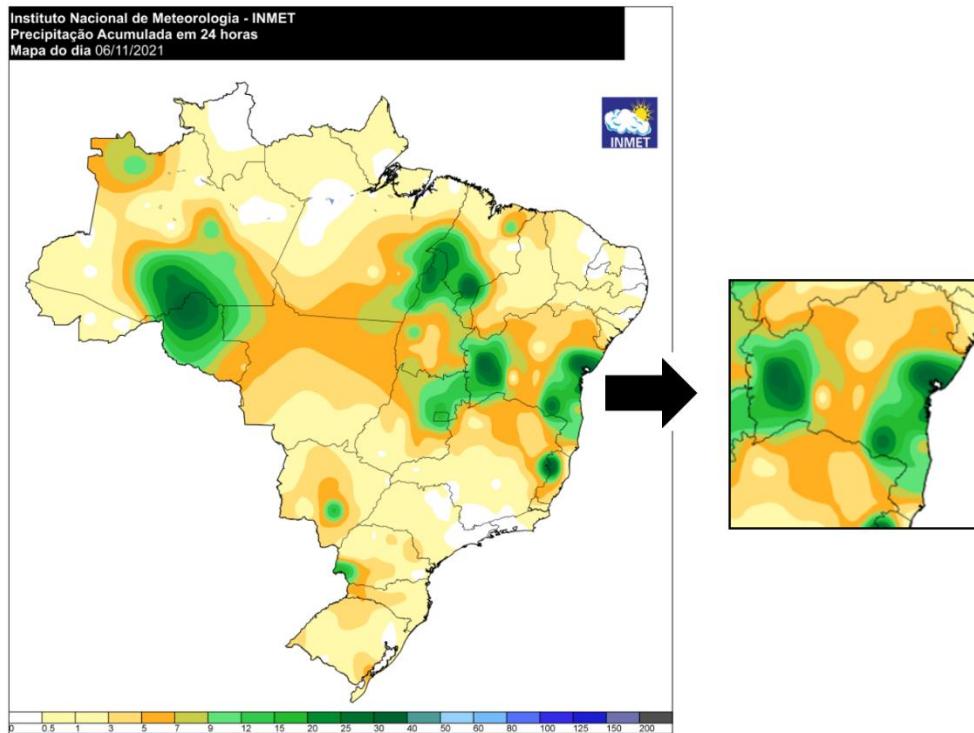 Instituto Nacional de Meteorologia - INMET
Precipitação Acumulada em 24 horas
Mapa do dia 06/11/2021
INMET
0 0.5 1 3 5 7 9 12 15 20 25 30 40 50 60 80 100 125 150 200